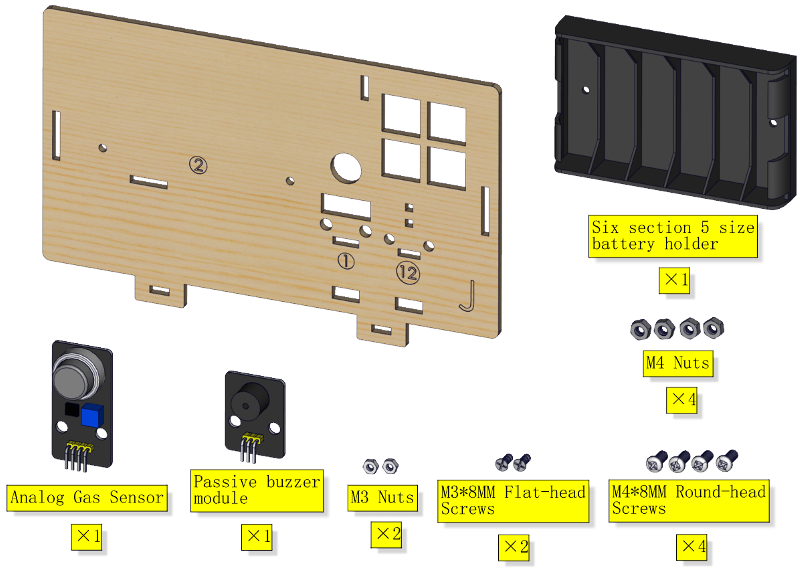 ②
①
⑫
J
Six section 5 size
battery holder
×1
M4 Nuts
×4
Analog Gas Sensor
×1
Passive buzzer
module
×1
M3 Nuts
×2
M3*8MM Flat-head
Screws
×2
M4*8MM Round-head
Screws
×4